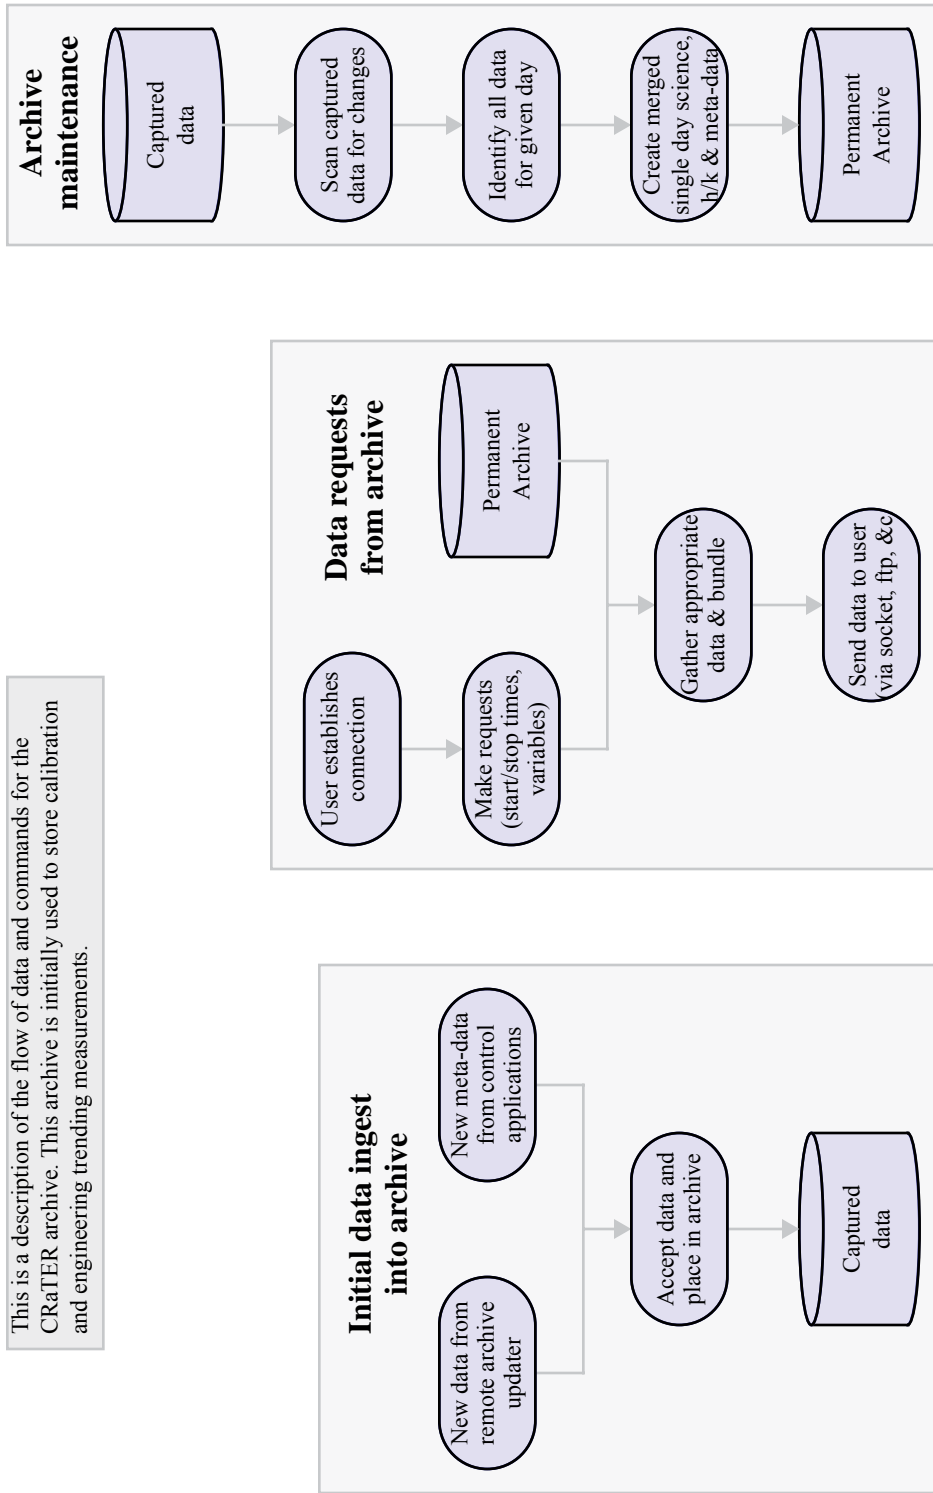 This is a description of the flow of data and commands for the
CRaTER archive. This archive is initially used to store calibration
and engineering trending measurements.
Initial data ingest
into archive
New data from
remote archive
updater
New meta-data
from control
applications
Accept data and
place in archive
Captured
data
Data requests
from archive
User establishes
connection
Make requests
(start/stop times,
variables)
Permanent
Archive
Gather appropriate
data & bundle
Send data to user
(via socket, ftp, &c
Archive
maintenance
Captured
data
Scan captured
data for changes
Identify all data
for given day
Create merged
single day science,
h/k & meta-data
Permanent
Archive